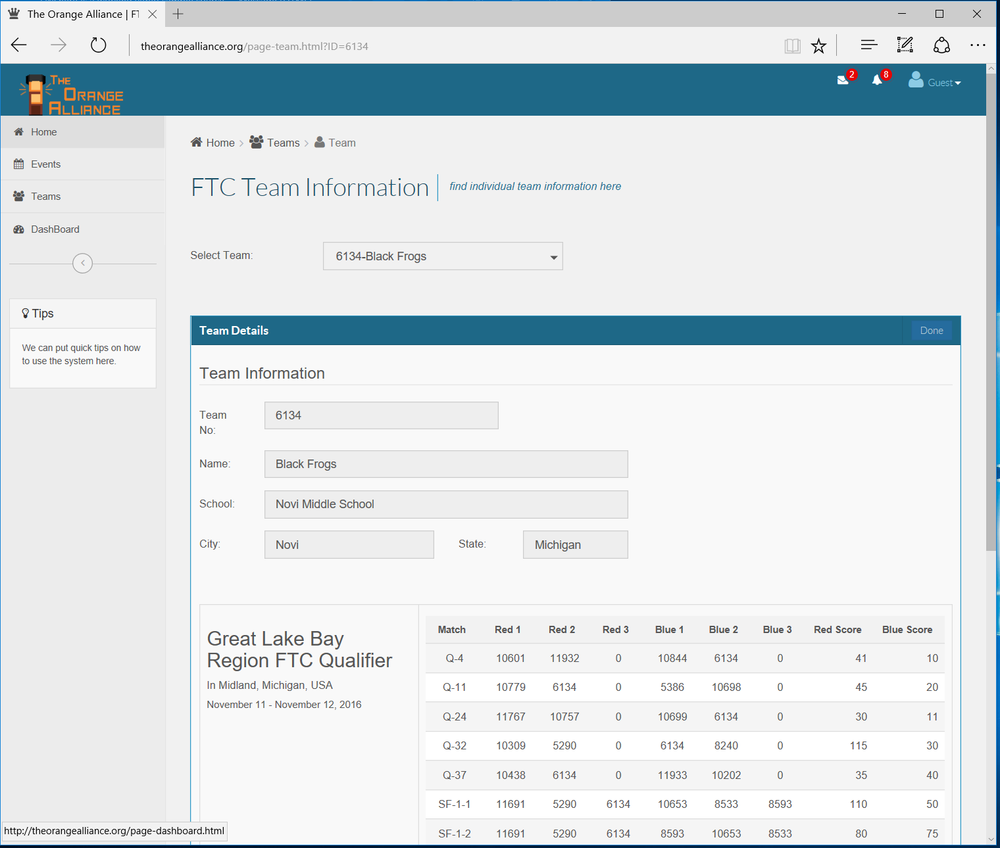 The Orange Alliance | FT
theorangealliance.org/page-team.html?ID=6134
THE
ORANGE
ALLIANCE
2
8
Guest
Home
Events
Teams
DashBoard
Tips
We can put quick tips on how
to use the system here.
Home > Teams > Team
FTC Team Information
find individual team information here
Select Team:
6134-Black Frogs
Team Details
Done
Team Information
Team
No:
6134
Name:
Black Frogs
School:
Novi Middle School
City:
Novi
State:
Michigan
Great Lake Bay
Region FTC Qualifier
In Midland, Michigan, USA
November 11 - November 12, 2016
Match Red 1 Red 2 Red 3 Blue 1 Blue 2 Blue 3 Red Score Blue Score
Q-4 10601 11932 0 10844 6134 0 41 10
Q-11 10779 6134 0 5386 10698 0 45 20
Q-24 11767 10757 0 10699 6134 0 30 11
Q-32 10309 5290 0 6134 8240 0 115 30
Q-37 10438 6134 0 11933 10202 0 35 40
SF-1-1 11691 5290 6134 10653 8533 8593 110 50
SF-1-2 11691 5290 6134 8593 10653 8533 80 75
http://theorangealliance.org/page-dashboard.html